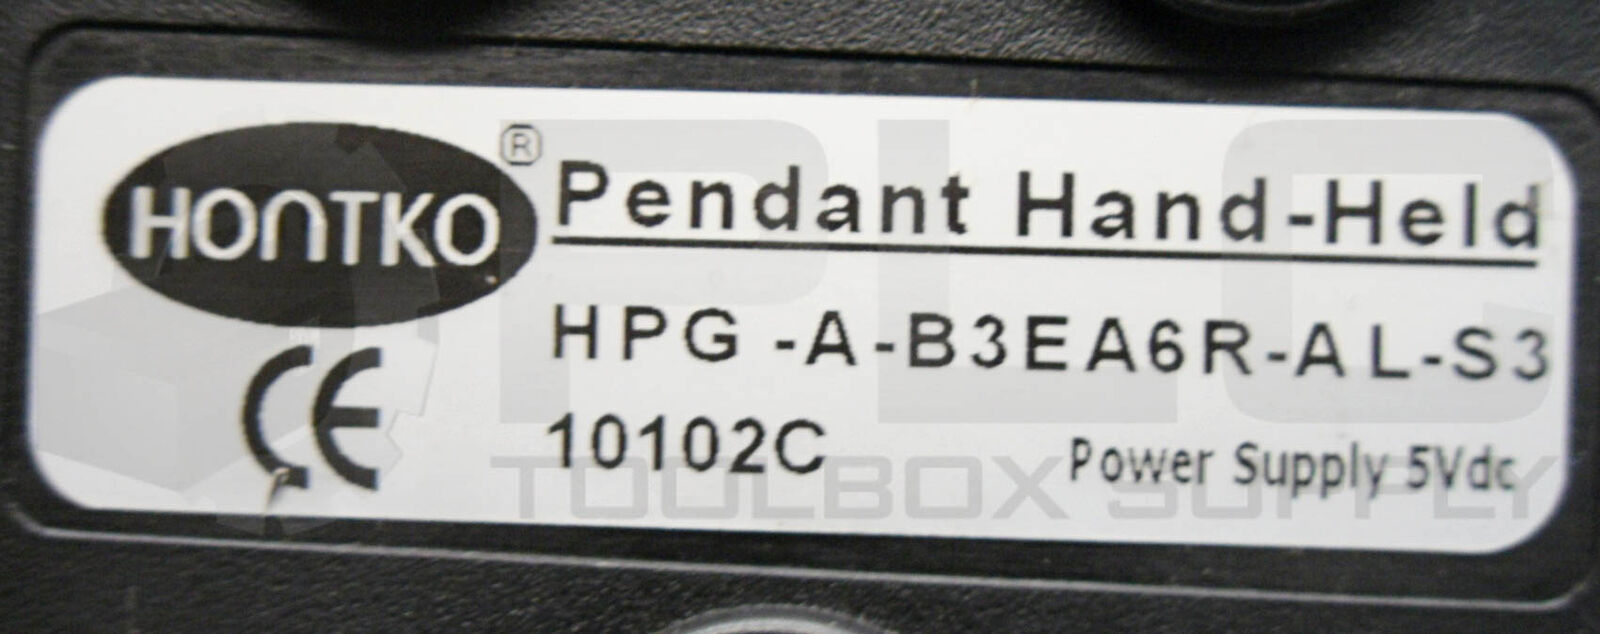 HONTKO ®
Pendant Hand-Held
HPG -A-B3EA6R-AL-S3
CE
10102C
Power Supply 5Vdc
PLC
TOOLBOX SUPPLY